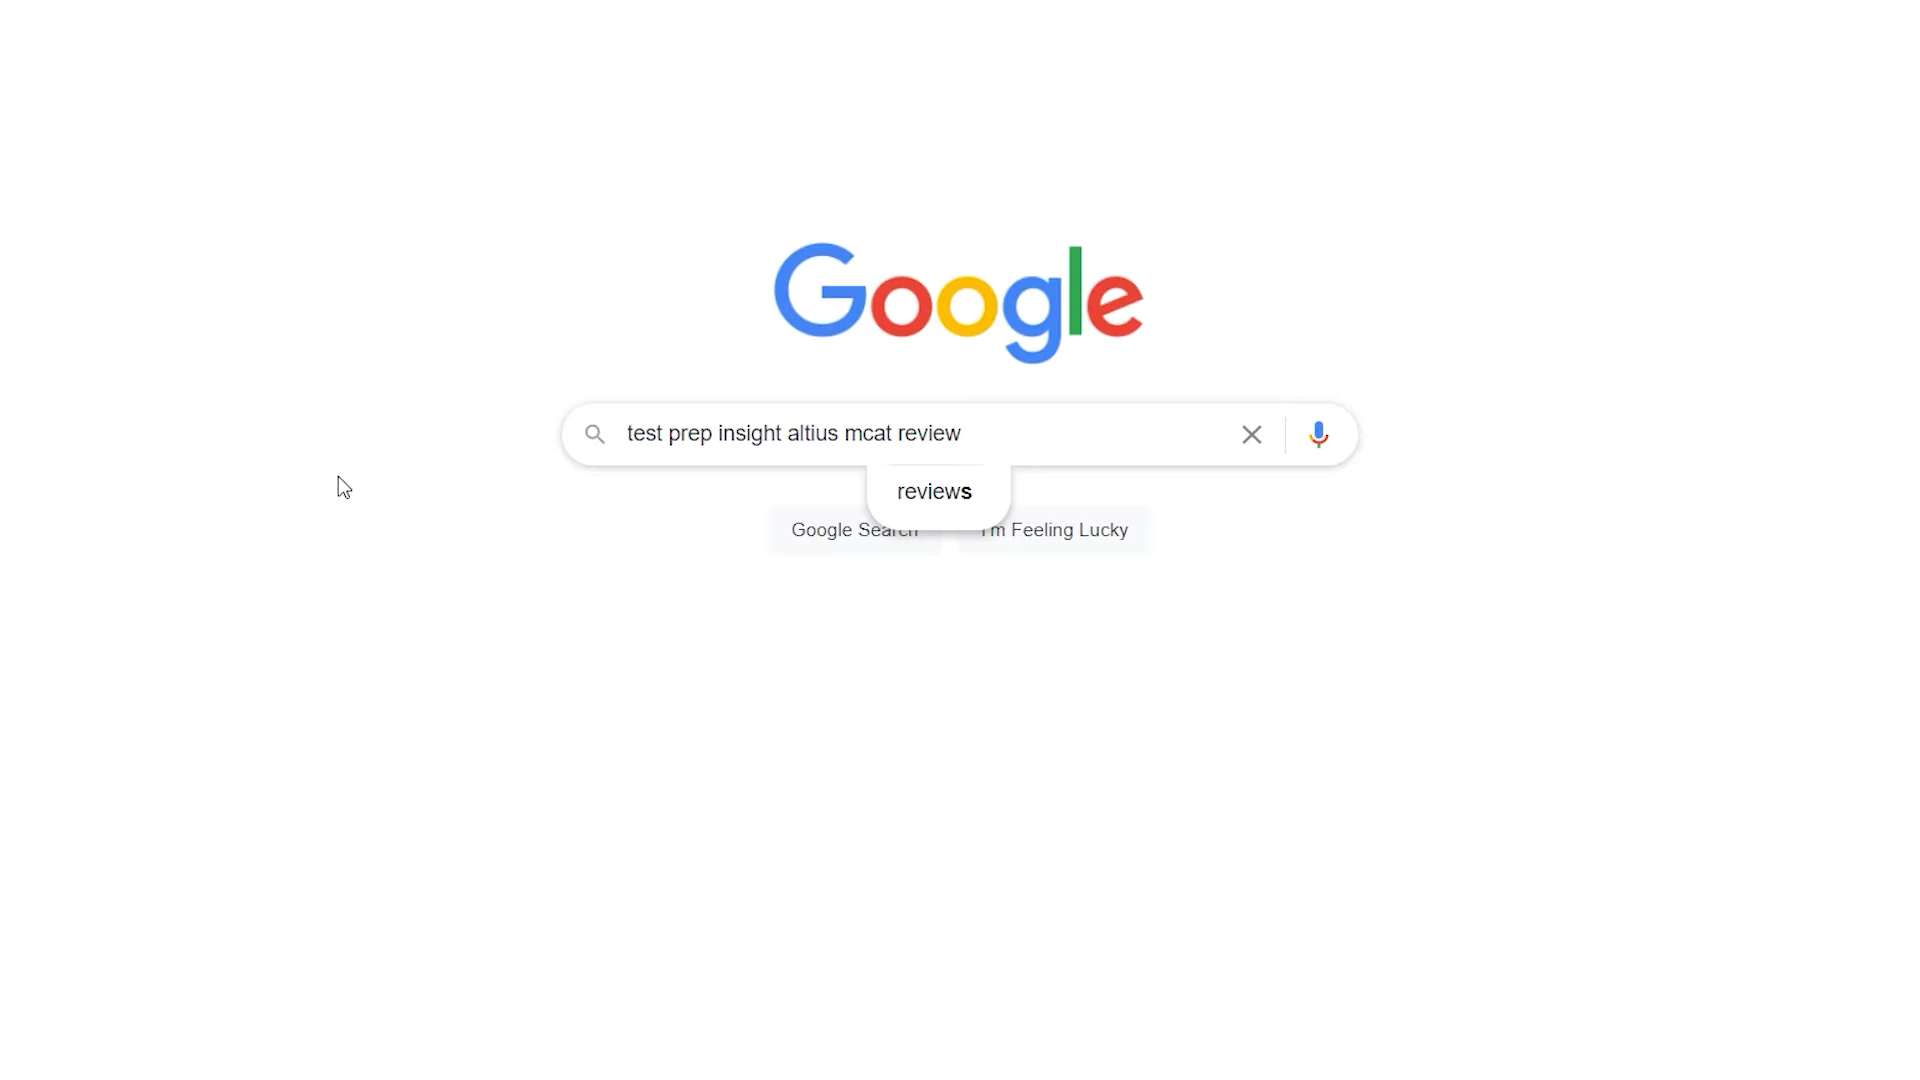 Google
test prep insight altius mcat review
reviews
Google Search
I'm Feeling Lucky